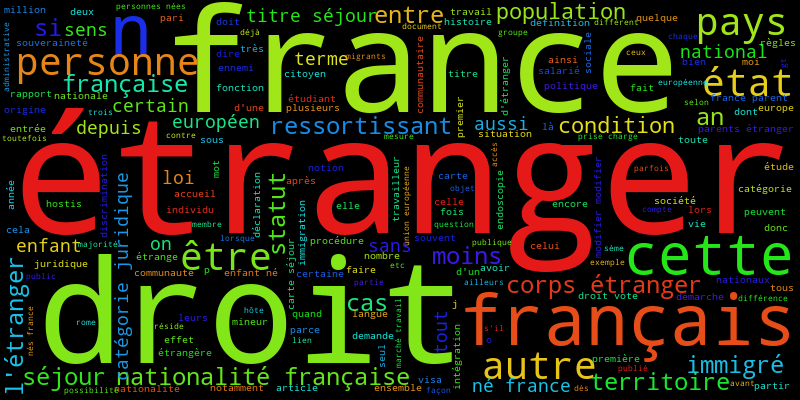 million
deux
personnes nées
pari
doit
titre séjour
entre
travail
histoire
population
definition
différent
quelque
si
sens
n
france
document
groupe
chaque
pays
règles
souveraineté
déjà
dire
très
terme
migrants
communautaire
ceux
national
bien
moi
administrative
personne
ennemi
citoyen
titre
ainsi
salarié
sociale
politique
fait
européenne
état
rapport
nationale
française
certain
fonction
étudiant
d'une
plusieurs
d'étranger
selon
france parent
europe
origine
trois
européen
ressortissant
premier
aussi
là
condition
an
dont
parents étranger
entrée
toutefois
depuis
contre
sous
mesure
situation
prise charge
toute
étranger
loi
mot
notion
accès
parfois
étude
année
discrimination
accueil
individu
après
travailleur
union européenne
carte
objet
celle
fois
question
endoscopie
encore
modifier modifier
société
compte
lors
catégorie
peuvent
hostis
membre
déclaration
statut
elle
immigration
vie
donc
cela
enfant
majorité
catégorie juridique
on
lorsque
être
procédure
sans
souvent
publique
celui
sème
cette
juridique
étrange
communauté
p
enfant né
carte séjour
certaine
nombre
faire
etc
moins
d'un
avoir
ailleurs
exemple
corps étranger
nationaux
tous
l'étranger
public
droit
partie
cas
langue
j
droit vote
démarche
différence
nés france
rome
réside
leurs
hôte
mineur
quand
parce
lien
demande
marché travail
tout
français
s'il
effet
étrangère
seul
intégration
autre
première
publié
immigré
séjour nationalité française
visa
façon
né france
dès
territoire
avant
partir
possibilité
nationalité
notamment
article
ensemble